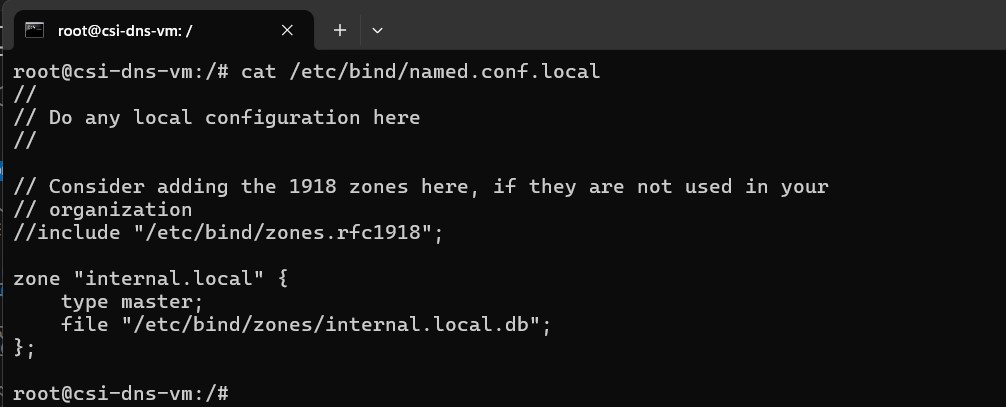 root@csi-dns-vm: /
root@csi-dns-vm:/# cat /etc/bind/named.conf.local
//
// Do any local configuration here
//

// Consider adding the 1918 zones here, if they are not used in your
// organization
//include "/etc/bind/zones.rfc1918";

zone "internal.local" {
    type master;
    file "/etc/bind/zones/internal.local.db";
};

root@csi-dns-vm:/#